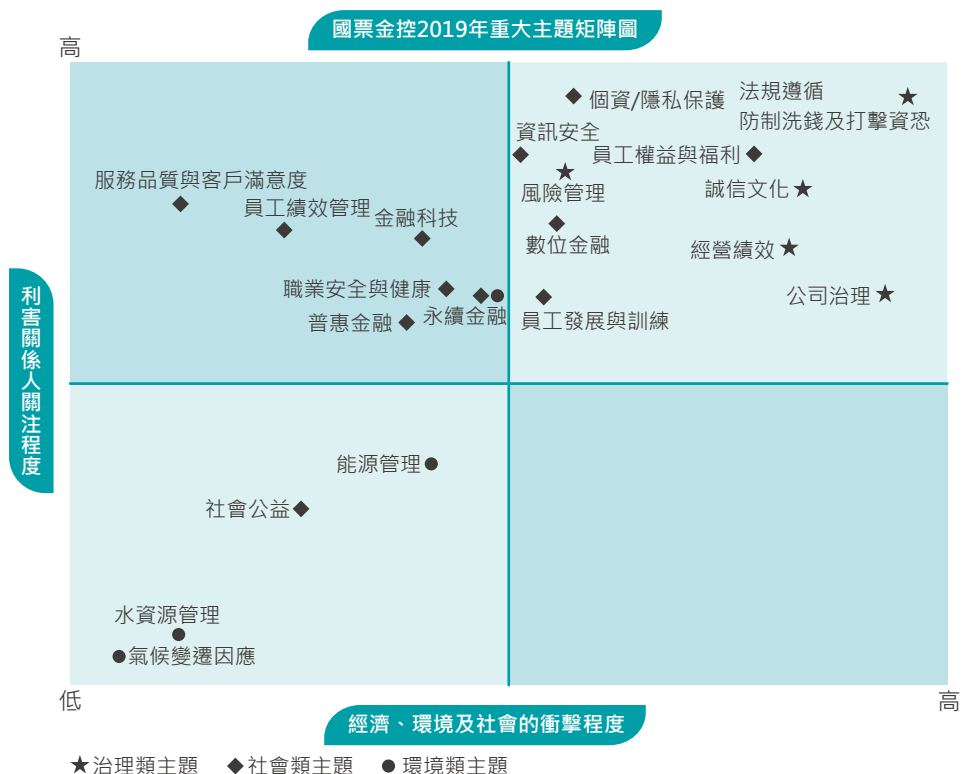 國票金控2019年重大主題矩陣圖
高
個資/隱私保護
法規遵循
防制洗錢及打擊資恐
資訊安全
員工權益與福利
服務品質與客戶滿意度
風險管理
誠信文化
員工績效管理
金融科技
數位金融
經營績效
職業安全與健康
公司治理
普惠金融
永續金融
員工發展與訓練
利害關係人關注程度
能源管理
社會公益
水資源管理
氣候變遷因應
低
高
經濟、環境及社會的衝擊程度
★治理類主題 ◆社會類主題 ●環境類主題